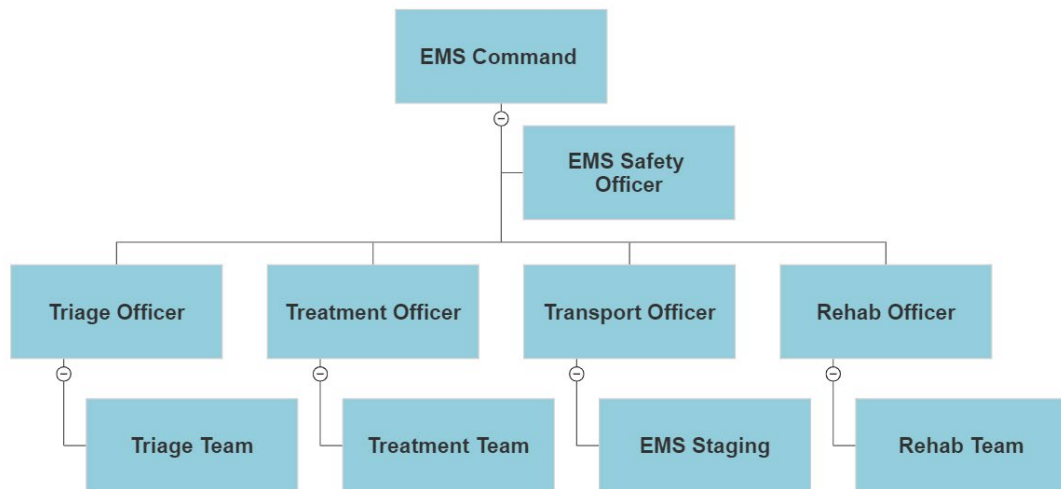 EMS Command
EMS Safety
Officer
Triage Officer
Treatment Officer
Transport Officer
Rehab Officer
Triage Team
Treatment Team
EMS Staging
Rehab Team